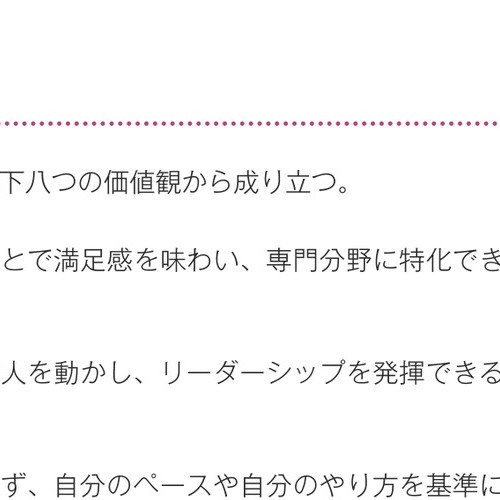 下八つの価値観から成り立つ。
とで満足感を味わい、専門分野に特化でき
人を動かし、リーダーシップを発揮できる
ず、自分のペースや自分のやり方を基準に